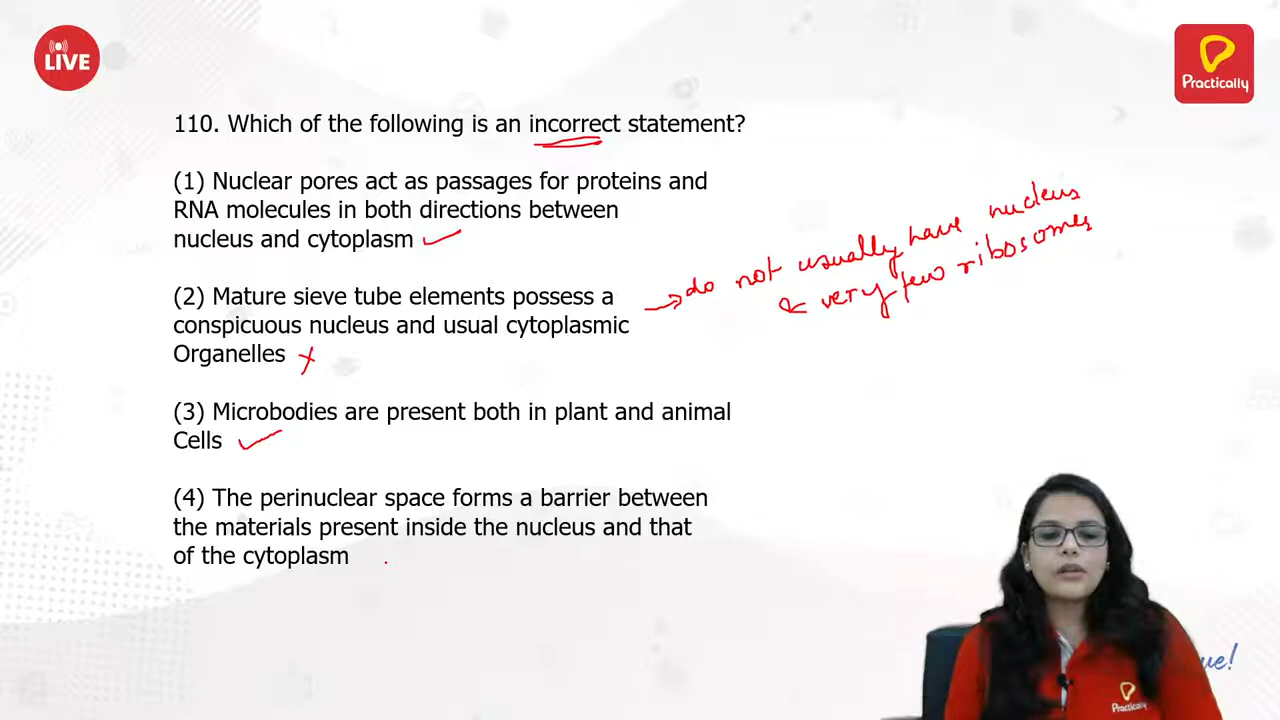 LIVE
Practically
110. Which of the following is an incorrect statement?
(1) Nuclear pores act as passages for proteins and
RNA molecules in both directions between
nucleus and cytoplasm
(2) Mature sieve tube elements possess a
conspicuous nucleus and usual cytoplasmic
Organelles
do not usually have nucleus
& very few ribosomes
(3) Microbodies are present both in plant and animal
Cells
(4) The perinuclear space forms a barrier between
the materials present inside the nucleus and that
of the cytoplasm
Practically